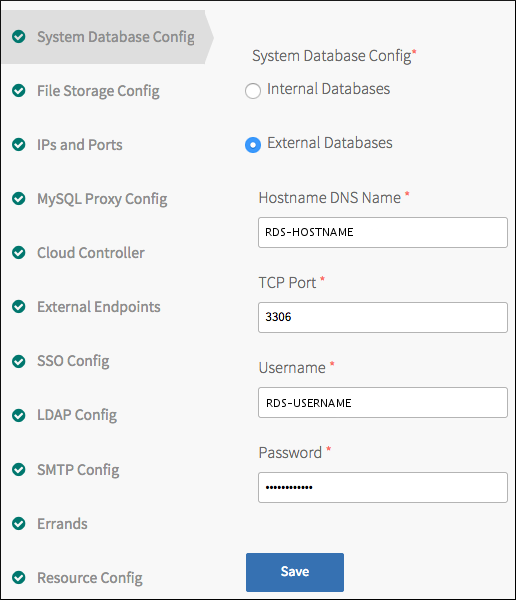 System Database Config
File Storage Config
IPs and Ports
MySQL Proxy Config
Cloud Controller
External Endpoints
SSO Config
LDAP Config
SMTP Config
Errands
Resource Config
System Database Config*
Internal Databases
External Databases
Hostname DNS Name *
RDS-HOSTNAME
TCP Port *
3306
Username *
RDS-USERNAME
Password *
••••••••••••
Save